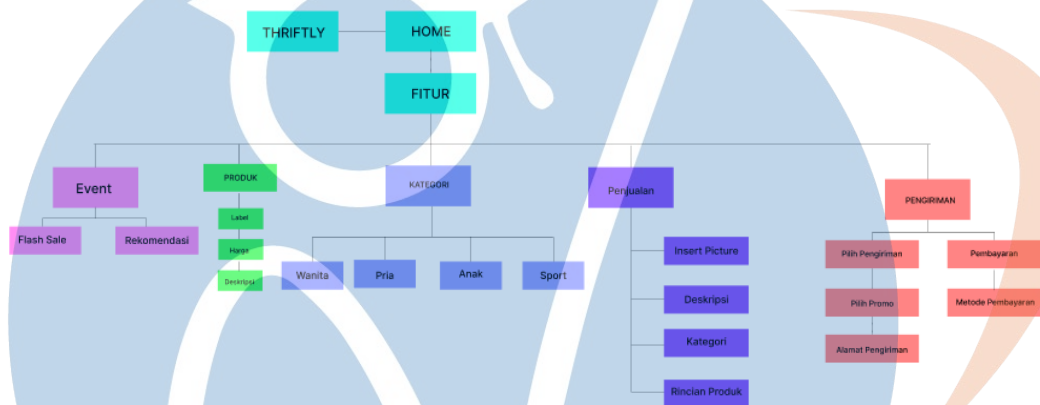 THRIFTLY
HOME
FITUR
Event
PRODUK
KATEGORI
Penjualan
PENGIRIMAN
Flash Sale
Rekomendasi
Label
Harga
Deskripsi
Wanita
Pria
Anak
Sport
Insert Picture
Deskripsi
Kategori
Rincian Produk
Pilih Pengiriman
Pilih Promo
Alamat Pengiriman
Pembayaran
Metode Pembayaran